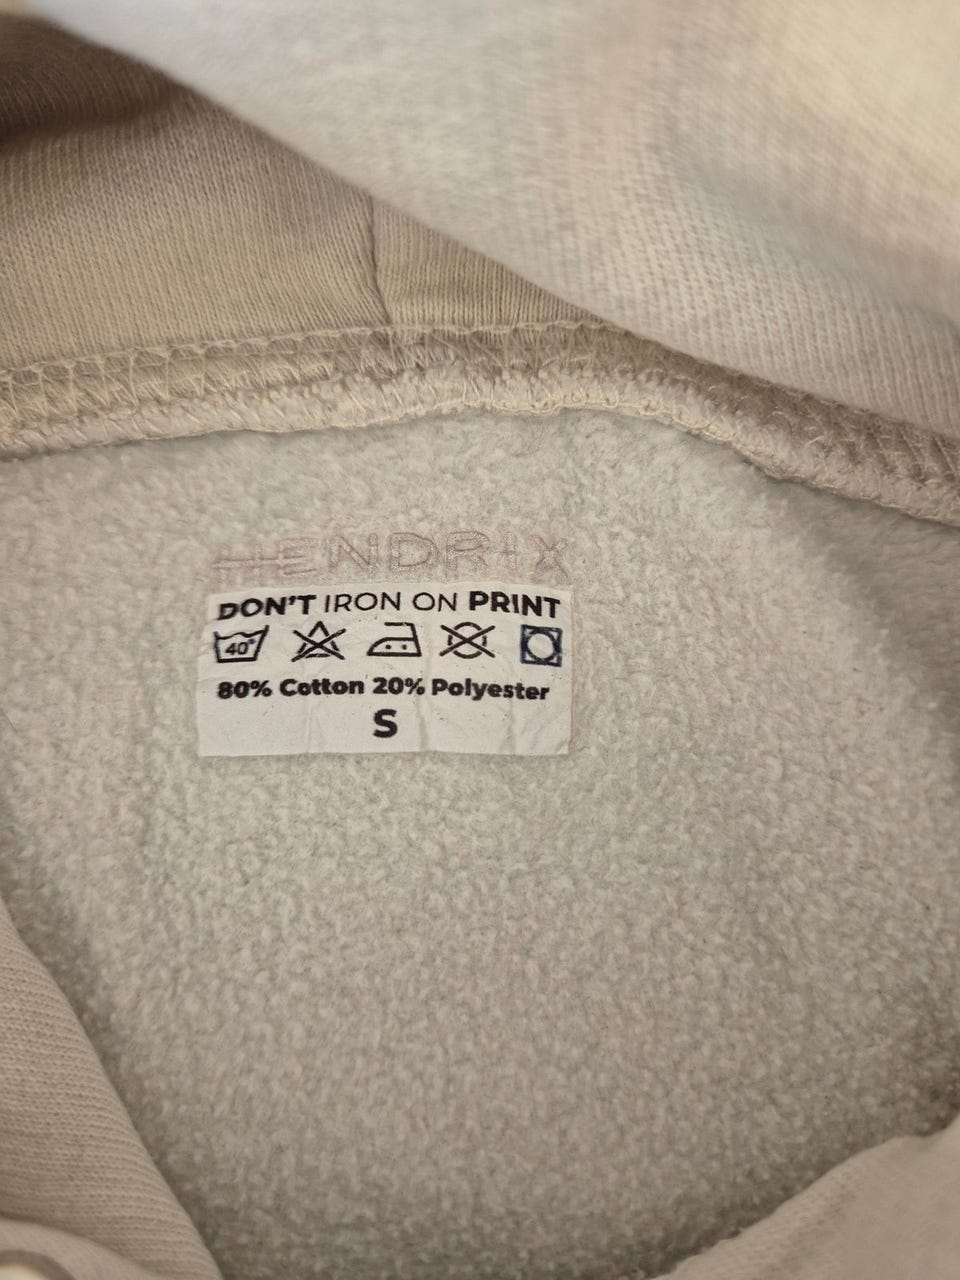 HENDRIX
DON'T IRON ON PRINT
40°
80% Cotton 20% Polyester
S